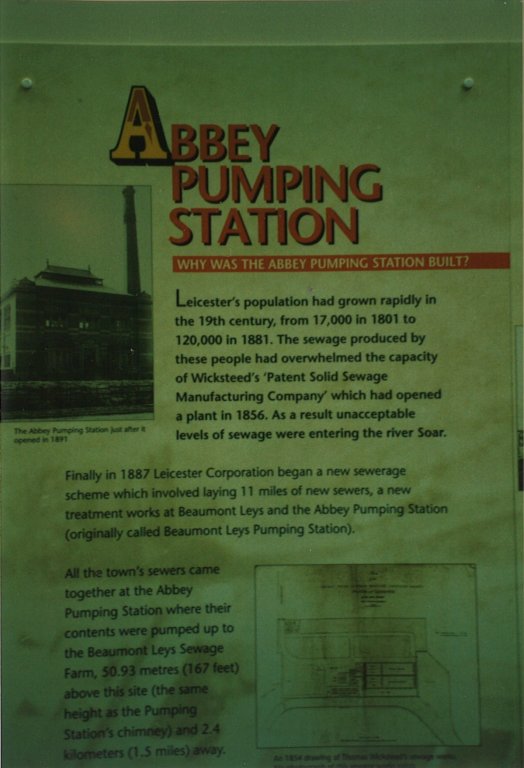 ABBEY
PUMPING
STATION
WHY WAS THE ABBEY PUMPING STATION BUILT?
Leicester's population had grown rapidly in
the 19th century, from 17,000 in 1801 to
120,000 in 1881. The sewage produced by
these people had overwhelmed the capacity
of Wicksteed's 'Patent Solid Sewage
Manufacturing Company' which had opened
a plant in 1856. As a result unacceptable
levels of sewage were entering the river Soar.
The Abbey Pumping Station just after it
opened in 1891
Finally in 1887 Leicester Corporation began a new sewerage
scheme which involved laying 11 miles of new sewers, a new
treatment works at Beaumont Leys and the Abbey Pumping Station
(originally called Beaumont Leys Pumping Station).
All the town's sewers came
together at the Abbey
Pumping Station where their
contents were pumped up to
the Beaumont Leys Sewage
Farm, 50.93 metres (167 feet)
above this site (the same
height as the Pumping
Station's chimney) and 2.4
kilometers (1.5 miles) away.
An 1854 drawing of Thomas Wicksteed's sewage works,